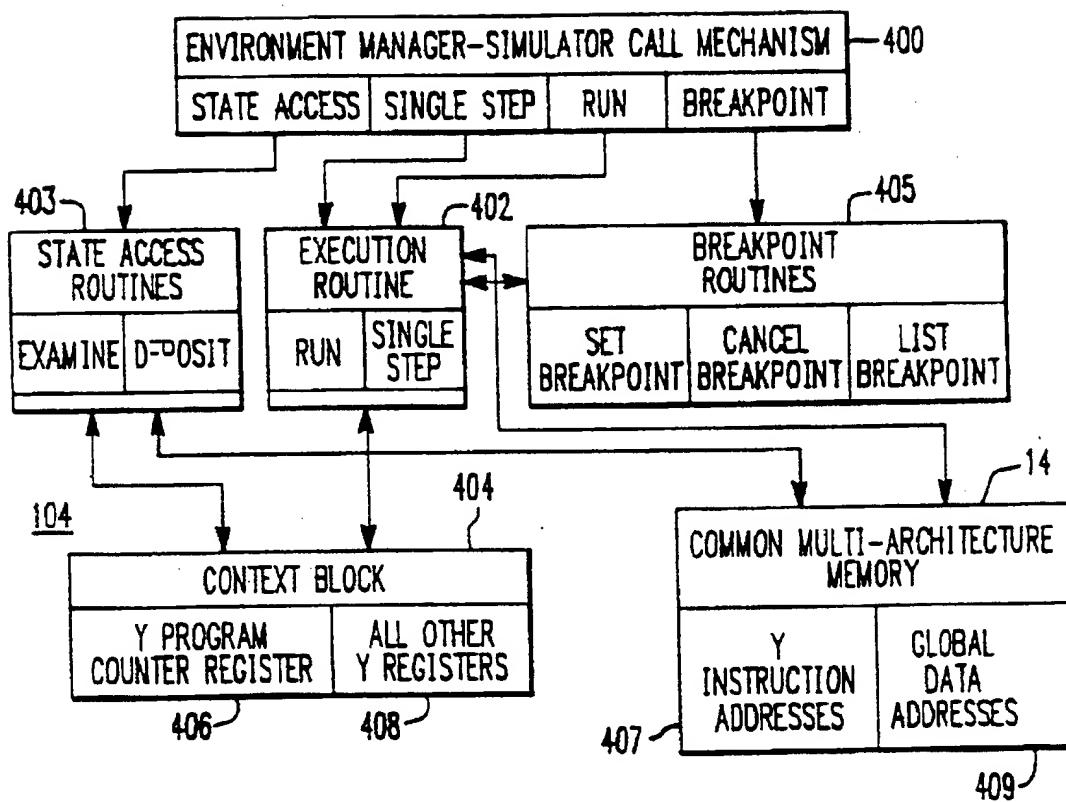 ENVIRONMENT MANAGER-SIMULATOR CALL MECHANISM
400
STATE ACCESS
SINGLE STEP
RUN
BREAKPOINT
403
STATE ACCESS
ROUTINES
EXAMINE
DEPOSIT
402
EXECUTION
ROUTINE
RUN
SINGLE
STEP
405
BREAKPOINT
ROUTINES
SET
BREAKPOINT
CANCEL
BREAKPOINT
LIST
BREAKPOINT
104
404
CONTEXT BLOCK
Y PROGRAM
COUNTER REGISTER
ALL OTHER
Y REGISTERS
406
408
14
COMMON MULTI-ARCHITECTURE
MEMORY
Y
INSTRUCTION
ADDRESSES
GLOBAL
DATA
ADDRESSES
407
409